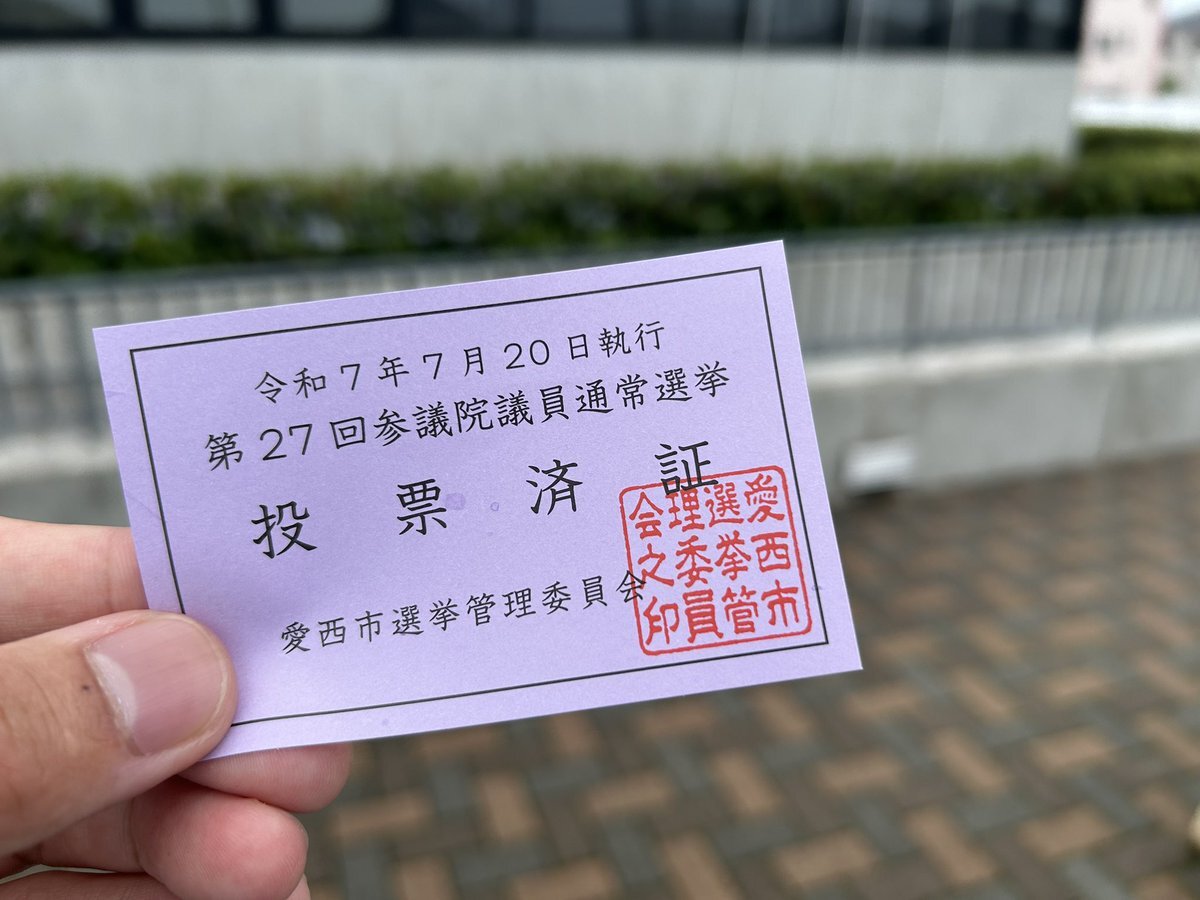 令和7年7月20日執行
第27回参議院議員通常選挙
投票済証
愛西市選挙管理委員会
愛西市
選挙管
理委員
会之印